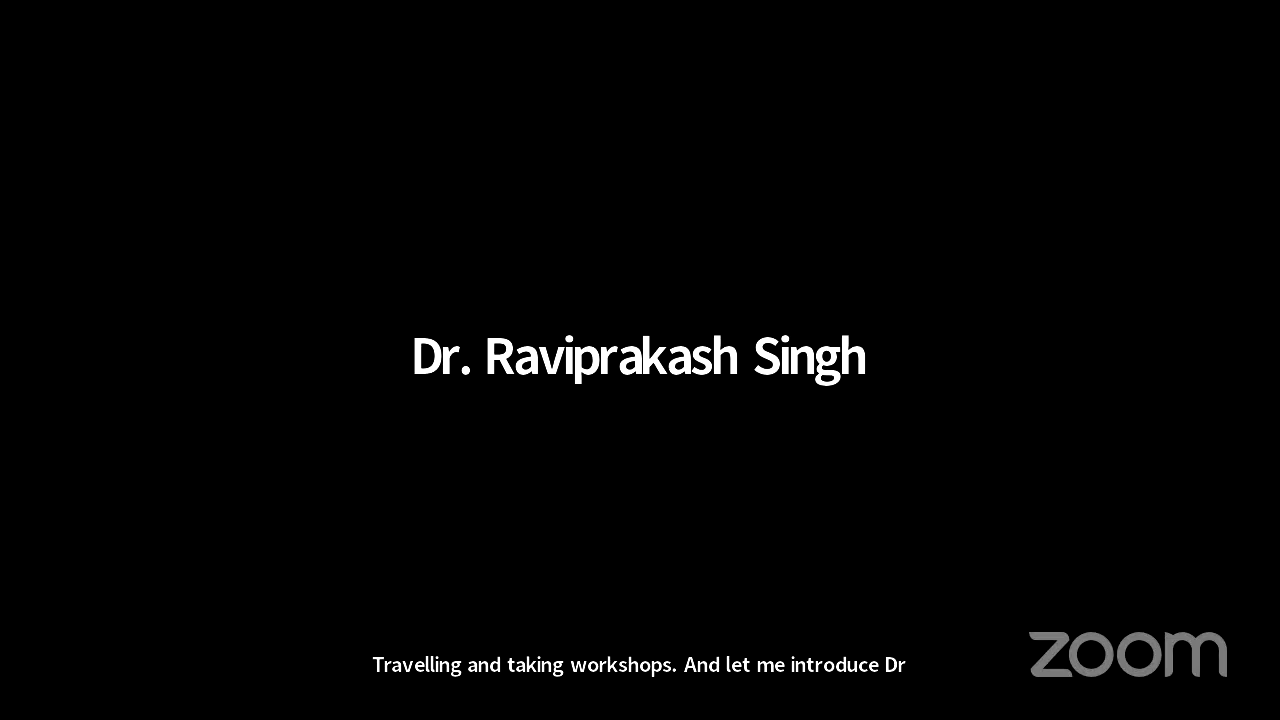 Dr. Raviprakash Singh
Travelling and taking workshops. And let me introduce Dr
zoom